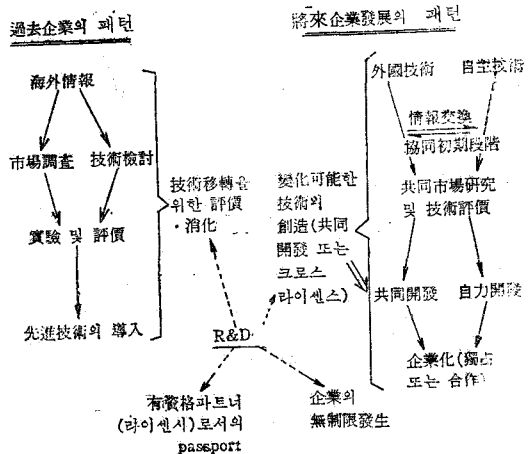 過去企業의 패턴
海外情報
市場調査
技術檢討
實驗 및 評價
先進技術의 導入
技術移轉을
위한 評價
·消化
將來企業發展의 패턴
外國技術
自主技術
情報交換
協同初期段階
共同市場研究
및 技術評價
共同開發
自力開發
企業化(獨占
또는 合作)
變化可能한
技術의
創造(共同
開發 또는
크로스
라이센스)
R&D
有資格파트너
(라이센시)로서의
passport
企業의
無制限發生